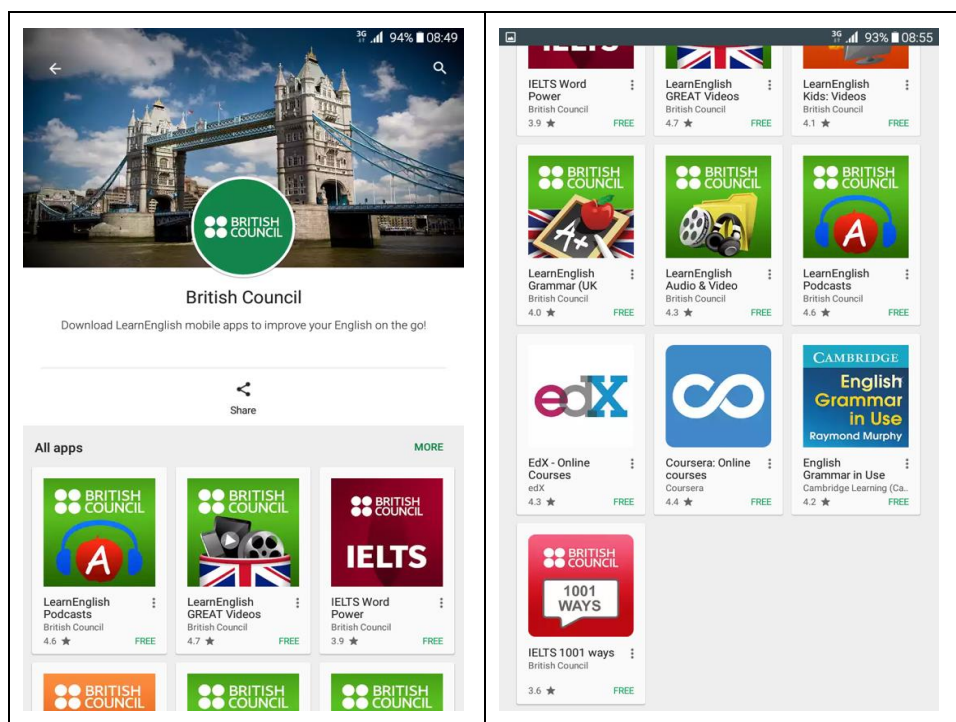 3G 94% 08:49
BRITISH
COUNCIL
British Council
Download LearnEnglish mobile apps to improve your English on the go!
Share
All apps MORE
BRITISH
COUNCIL
A
LearnEnglish
Podcasts
British Council
4.6 ★ FREE
BRITISH
COUNCIL
LearnEnglish
GREAT Videos
British Council
4.7 ★ FREE
BRITISH
COUNCIL
IELTS
IELTS Word
Power
British Council
3.9 ★ FREE
BRITISH
COUNCIL
BRITISH
COUNCIL
BRITISH
COUNCIL
3G 93% 08:55
IELTS
IELTS Word
Power
British Council
3.9 ★ FREE
LearnEnglish
GREAT Videos
British Council
4.7 ★ FREE
LearnEnglish
Kids: Videos
British Council
4.1 ★ FREE
BRITISH
COUNCIL
A+
LearnEnglish
Grammar (UK
British Council
4.0 ★ FREE
BRITISH
COUNCIL
LearnEnglish
Audio & Video
British Council
4.3 ★ FREE
BRITISH
COUNCIL
A
LearnEnglish
Podcasts
British Council
4.6 ★ FREE
edX
EdX - Online
Courses
edX
4.3 ★ FREE
Coursera: Online
courses
Coursera
4.4 ★ FREE
CAMBRIDGE
English
Grammar
in Use
Raymond Murphy
English
Grammar in Use
Cambridge Learning (Ca..
4.2 ★ FREE
BRITISH
COUNCIL
1001
WAYS
IELTS 1001 ways
British Council
3.6 ★ FREE